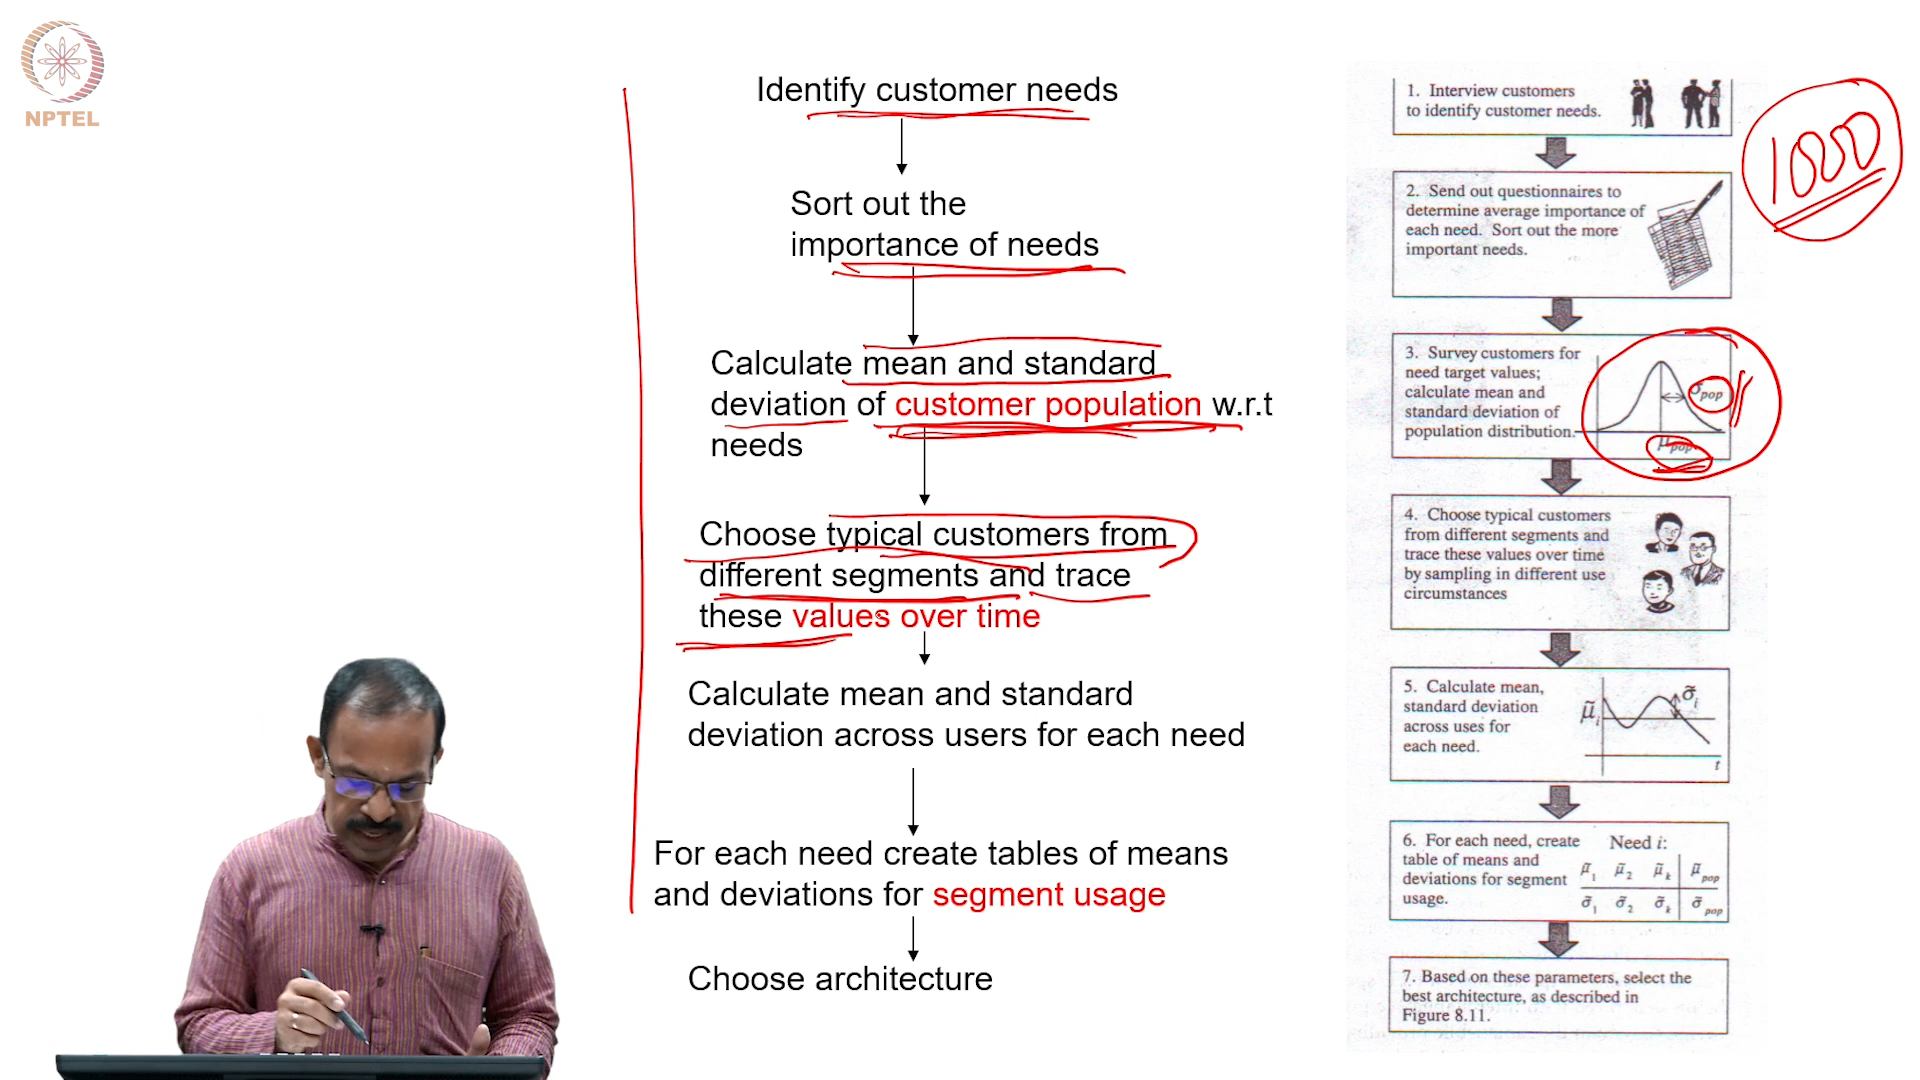 NPTEL
Identify customer needs
Sort out the
importance of needs
Calculate mean and standard
deviation of customer population w.r.t
needs
Choose typical customers from
different segments and trace
these values over time
Calculate mean and standard
deviation across users for each need
For each need create tables of means
and deviations for segment usage
Choose architecture
1. Interview customers
to identify customer needs.
1000
2. Send out questionnaires to
determine average importance of
each need. Sort out the more
important needs.
3. Survey customers for
need target values;
calculate mean and
standard deviation of
population distribution.
σpop
μpop
4. Choose typical customers
from different segments and
trace these values over time
by sampling in different use
circumstances
5. Calculate mean,
standard deviation
across uses for
each need.
μ̃i
σ̃i
t
6. For each need, create
table of means and
deviations for segment
usage.
Need i:
μ̃1 μ̃2 μ̃k μ̃pop
σ̃1 σ̃2 σ̃k σ̃pop
7. Based on these parameters, select the
best architecture, as described in
Figure 8.11.